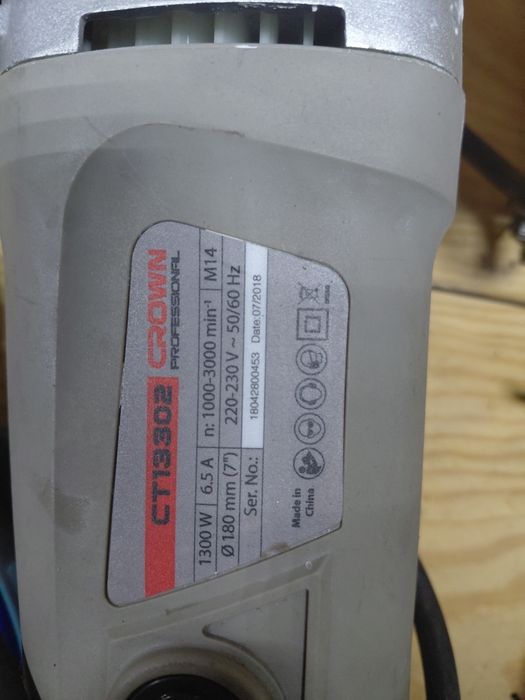 CT13302 CROWN
PROFESSIONAL
1300 W 6.5 A n: 1000-3000 min⁻¹ M14
Ø 180 mm (7") 220-230 V ~ 50/60 Hz
Ser. No.: 18042800453 Date:07/2018
Made in
China